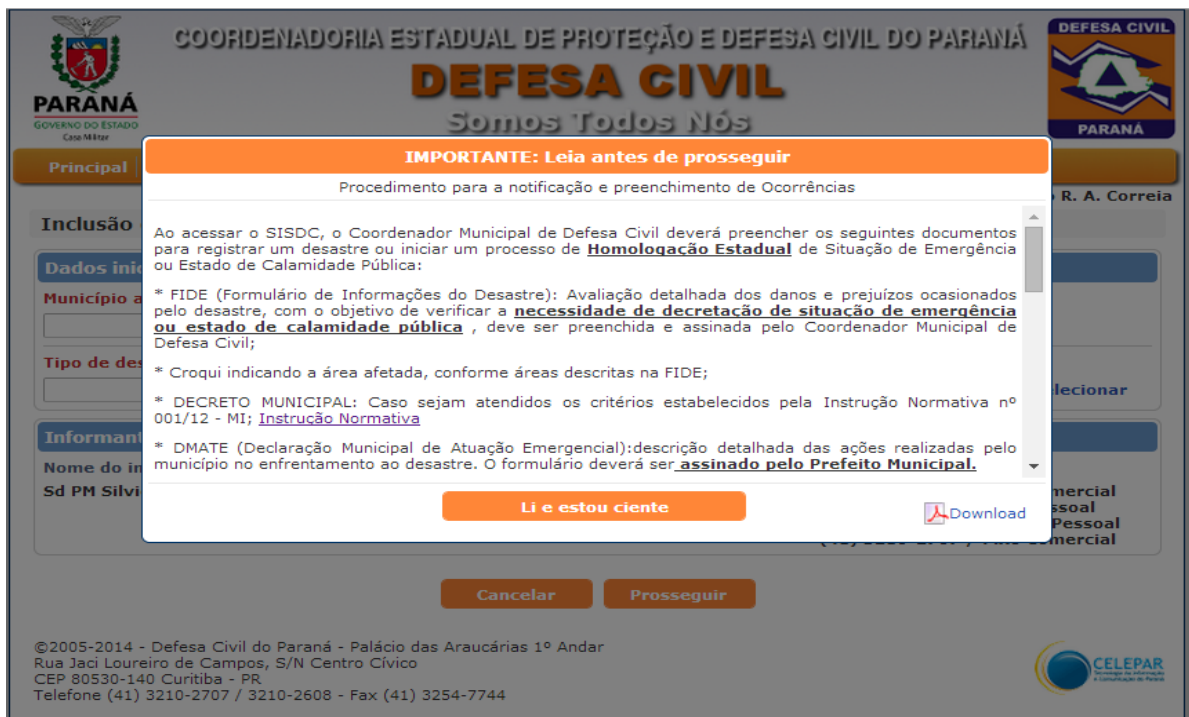 COORDENADORIA ESTADUAL DE PROTEÇÃO E DEFESA CIVIL DO PARANÁ
DEFESA CIVIL
Somos Todos Nós
PARANÁ
GOVERNO DO ESTADO
Casa Militar
DEFESA CIVIL
PARANÁ
Principal
R. A. Correia
IMPORTANTE: Leia antes de prosseguir
Procedimento para a notificação e preenchimento de Ocorrências
Ao acessar o SISDC, o Coordenador Municipal de Defesa Civil deverá preencher os seguintes documentos
para registrar um desastre ou iniciar um processo de Homologação Estadual de Situação de Emergência
ou Estado de Calamidade Pública:
* FIDE (Formulário de Informações do Desastre): Avaliação detalhada dos danos e prejuízos ocasionados
pelo desastre, com o objetivo de verificar a necessidade de decretação de situação de emergência
ou estado de calamidade pública , deve ser preenchida e assinada pelo Coordenador Municipal de
Defesa Civil;
* Croqui indicando a área afetada, conforme áreas descritas na FIDE;
* DECRETO MUNICIPAL: Caso sejam atendidos os critérios estabelecidos pela Instrução Normativa nº
001/12 - MI; Instrução Normativa
* DMATE (Declaração Municipal de Atuação Emergencial):descrição detalhada das ações realizadas pelo
município no enfrentamento ao desastre. O formulário deverá ser assinado pelo Prefeito Municipal.
Li e estou ciente
Download
Inclusão
Dados inic
Município a
Tipo de des
elecionar
Informant
Nome do in
Sd PM Silvi
mercial
ssoal
Pessoal
mercial
Cancelar
Prosseguir
©2005-2014 - Defesa Civil do Paraná - Palácio das Araucárias 1º Andar
Rua Jaci Loureiro de Campos, S/N Centro Cívico
CEP 80530-140 Curitiba - PR
Telefone (41) 3210-2707 / 3210-2608 - Fax (41) 3254-7744
CELEPAR